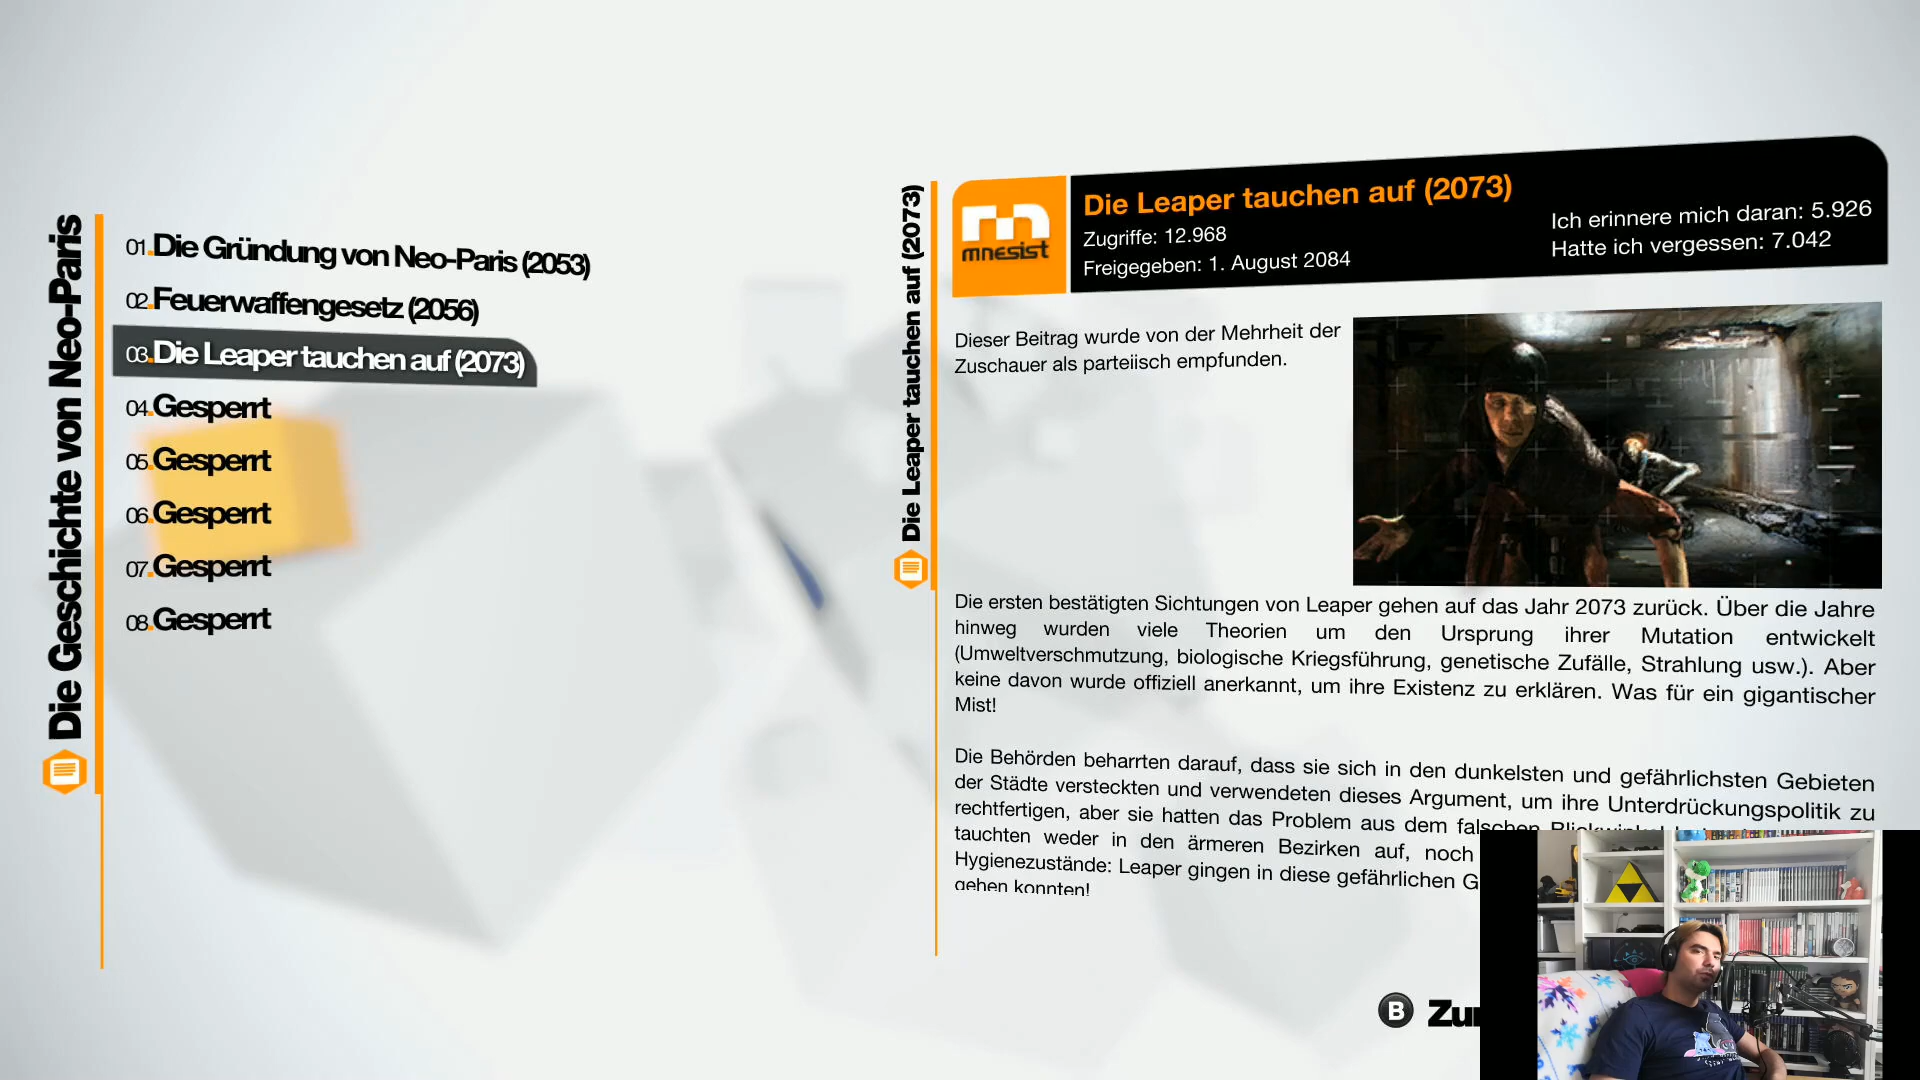 Die Geschichte von Neo-Paris
01.Die Gründung von Neo-Paris (2053)
02.Feuerwaffengesetz (2056)
03.Die Leaper tauchen auf (2073)
04.Gesperrt
05.Gesperrt
06.Gesperrt
07.Gesperrt
08.Gesperrt
Die Leaper tauchen auf (2073)
mnesist
Die Leaper tauchen auf (2073)
Zugriffe: 12.968
Freigegeben: 1. August 2084
Ich erinnere mich daran: 5.926
Hatte ich vergessen: 7.042
Dieser Beitrag wurde von der Mehrheit der
Zuschauer als parteiisch empfunden.
Die ersten bestätigten Sichtungen von Leaper gehen auf das Jahr 2073 zurück. Über die Jahre
hinweg wurden viele Theorien um den Ursprung ihrer Mutation entwickelt
(Umweltverschmutzung, biologische Kriegsführung, genetische Zufälle, Strahlung usw.). Aber
keine davon wurde offiziell anerkannt, um ihre Existenz zu erklären. Was für ein gigantischer
Mist!
Die Behörden beharrten darauf, dass sie sich in den dunkelsten und gefährlichsten Gebieten
der Städte versteckten und verwendeten dieses Argument, um ihre Unterdrückungspolitik zu
rechtfertigen, aber sie hatten das Problem aus dem falschen
tauchten weder in den ärmeren Bezirken auf, noch
Hygienezustände: Leaper gingen in diese gefährlichen G
gehen konnten!
B Zu